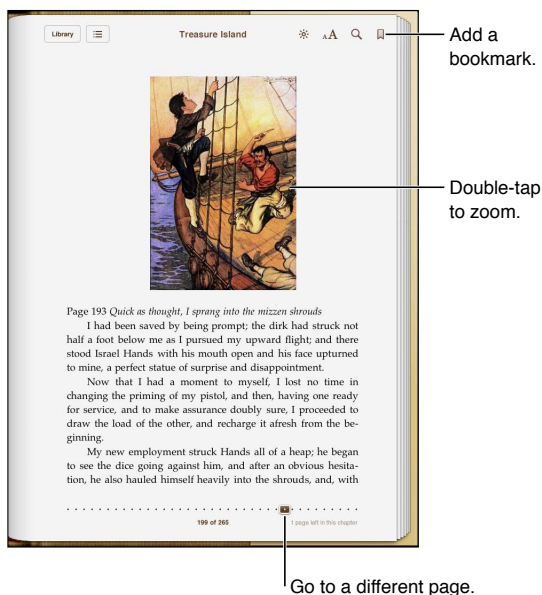 Library
Treasure Island
AA
Add a
bookmark.
Double-tap
to zoom.
Page 193 Quick as thought, I sprang into the mizzen shrouds
I had been saved by being prompt; the dirk had struck not
half a foot below me as I pursued my upward flight; and there
stood Israel Hands with his mouth open and his face upturned
to mine, a perfect statue of surprise and disappointment.
Now that I had a moment to myself, I lost no time in
changing the priming of my pistol, and then, having one ready
for service, and to make assurance doubly sure, I proceeded to
draw the load of the other, and recharge it afresh from the be-
ginning.
My new employment struck Hands all of a heap; he began
to see the dice going against him, and after an obvious hesita-
tion, he also hauled himself heavily into the shrouds, and, with
199 of 265
1 page left in this chapter
Go to a different page.